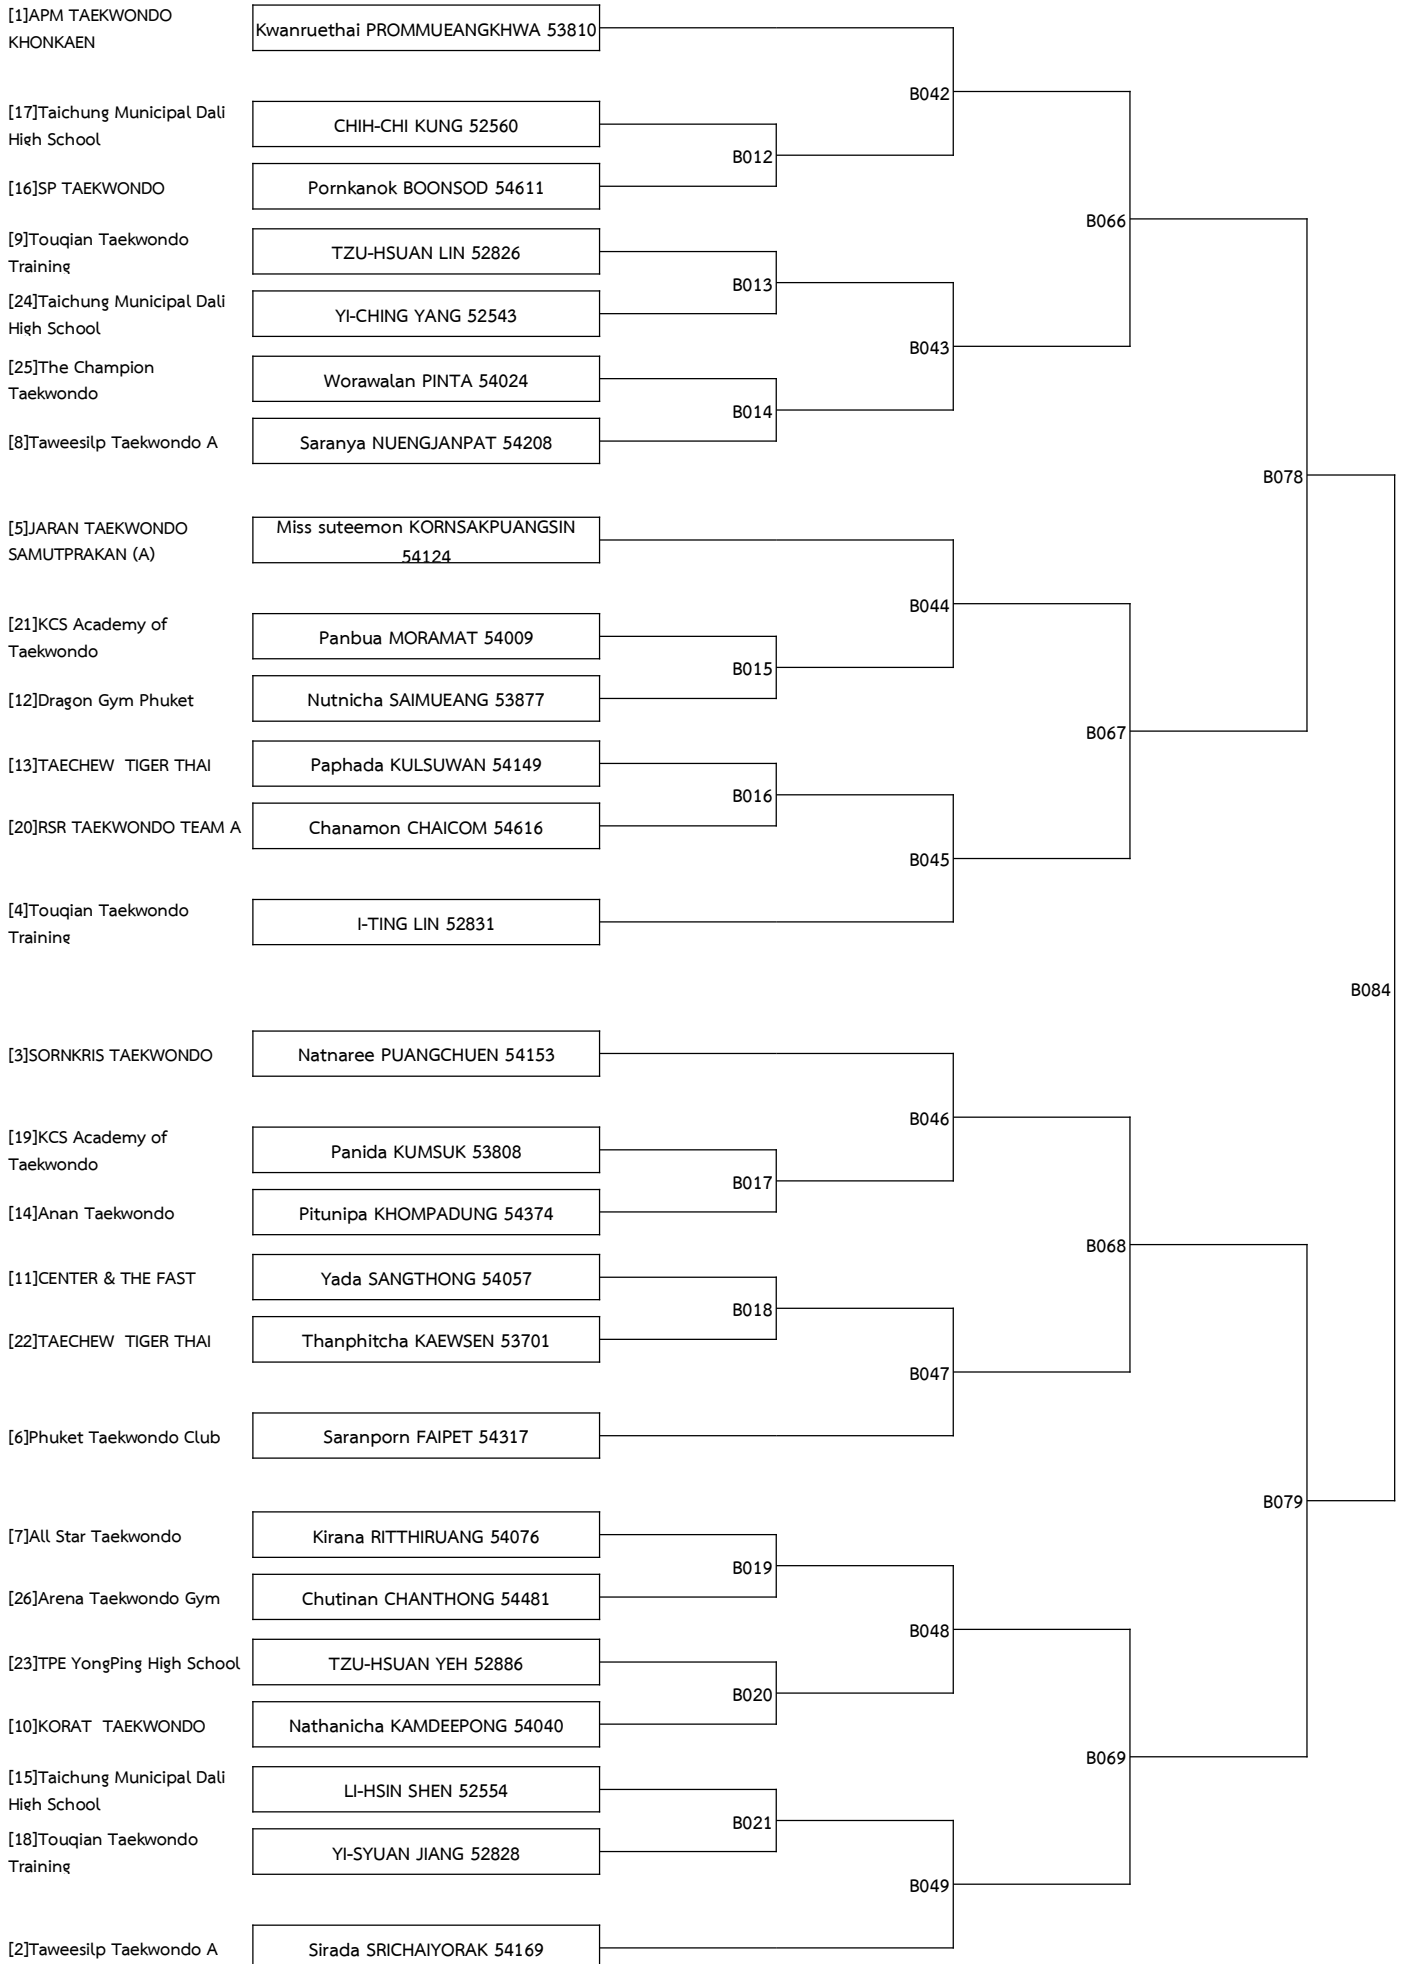 [1]APM TAEKWONDO
KHONKAEN
Kwanruethai PROMMUEANGKHWA 53810
B042
[17]Taichung Municipal Dali
High School
CHIH-CHI KUNG 52560
B012
[16]SP TAEKWONDO
Pornkanok BOONSOD 54611
B066
[9]Touqian Taekwondo
Training
TZU-HSUAN LIN 52826
B013
[24]Taichung Municipal Dali
High School
YI-CHING YANG 52543
B043
[25]The Champion
Taekwondo
Worawalan PINTA 54024
B014
[8]Taweesilp Taekwondo A
Saranya NUENGJANPAT 54208
B078
[5]JARAN TAEKWONDO
SAMUTPRAKAN (A)
Miss suteemon KORNSAKPUANGSIN
54124
B044
[21]KCS Academy of
Taekwondo
Panbua MORAMAT 54009
B015
[12]Dragon Gym Phuket
Nutnicha SAIMUEANG 53877
B067
[13]TAECHEW  TIGER THAI
Paphada KULSUWAN 54149
B016
[20]RSR TAEKWONDO TEAM A
Chanamon CHAICOM 54616
B045
[4]Touqian Taekwondo
Training
I-TING LIN 52831
B084
[3]SORNKRIS TAEKWONDO
Natnaree PUANGCHUEN 54153
B046
[19]KCS Academy of
Taekwondo
Panida KUMSUK 53808
B017
[14]Anan Taekwondo
Pitunipa KHOMPADUNG 54374
B068
[11]CENTER & THE FAST
Yada SANGTHONG 54057
B018
[22]TAECHEW  TIGER THAI
Thanphitcha KAEWSEN 53701
B047
[6]Phuket Taekwondo Club
Saranporn FAIPET 54317
B079
[7]All Star Taekwondo
Kirana RITTHIRUANG 54076
B019
[26]Arena Taekwondo Gym
Chutinan CHANTHONG 54481
B048
[23]TPE YongPing High School
TZU-HSUAN YEH 52886
B020
[10]KORAT  TAEKWONDO
Nathanicha KAMDEEPONG 54040
B069
[15]Taichung Municipal Dali
High School
LI-HSIN SHEN 52554
B021
[18]Touqian Taekwondo
Training
YI-SYUAN JIANG 52828
B049
[2]Taweesilp Taekwondo A
Sirada SRICHAIYORAK 54169